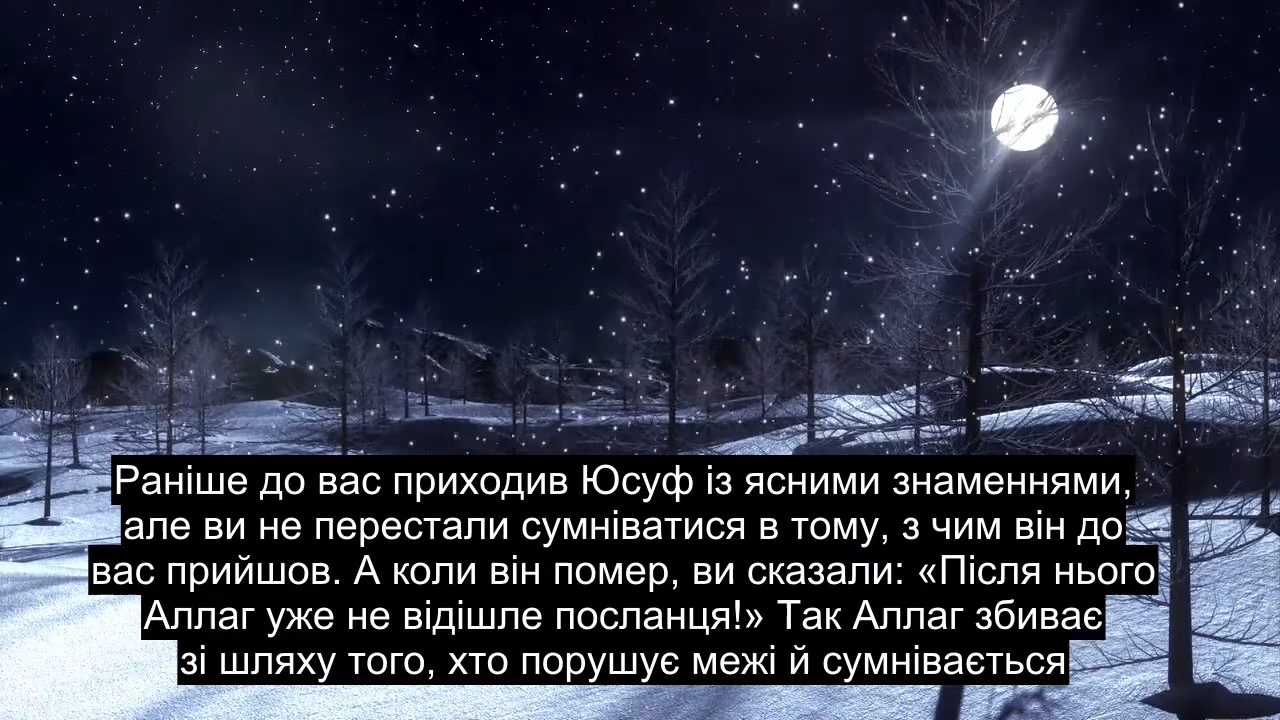 Раніше до вас приходив Юсуф із ясними знаменнями,
але ви не перестали сумніватися в тому, з чим він до
вас прийшов. А коли він помер, ви сказали: «Після нього
Аллаг уже не відішле посланця!» Так Аллаг збиває
зі шляху того, хто порушує межі й сумнівається